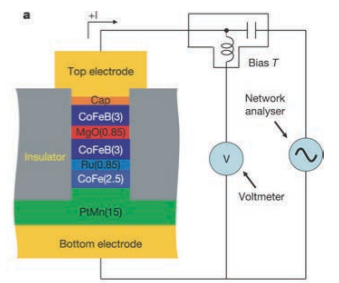 a
+I
Top electrode
Cap
CoFeB(3)
MgO(0.85)
CoFeB(3)
Ru(0.85)
CoFe(2.5)
PtMn(15)
Bottom electrode
Insulator
Bias T
Network
analyser
V
Voltmeter